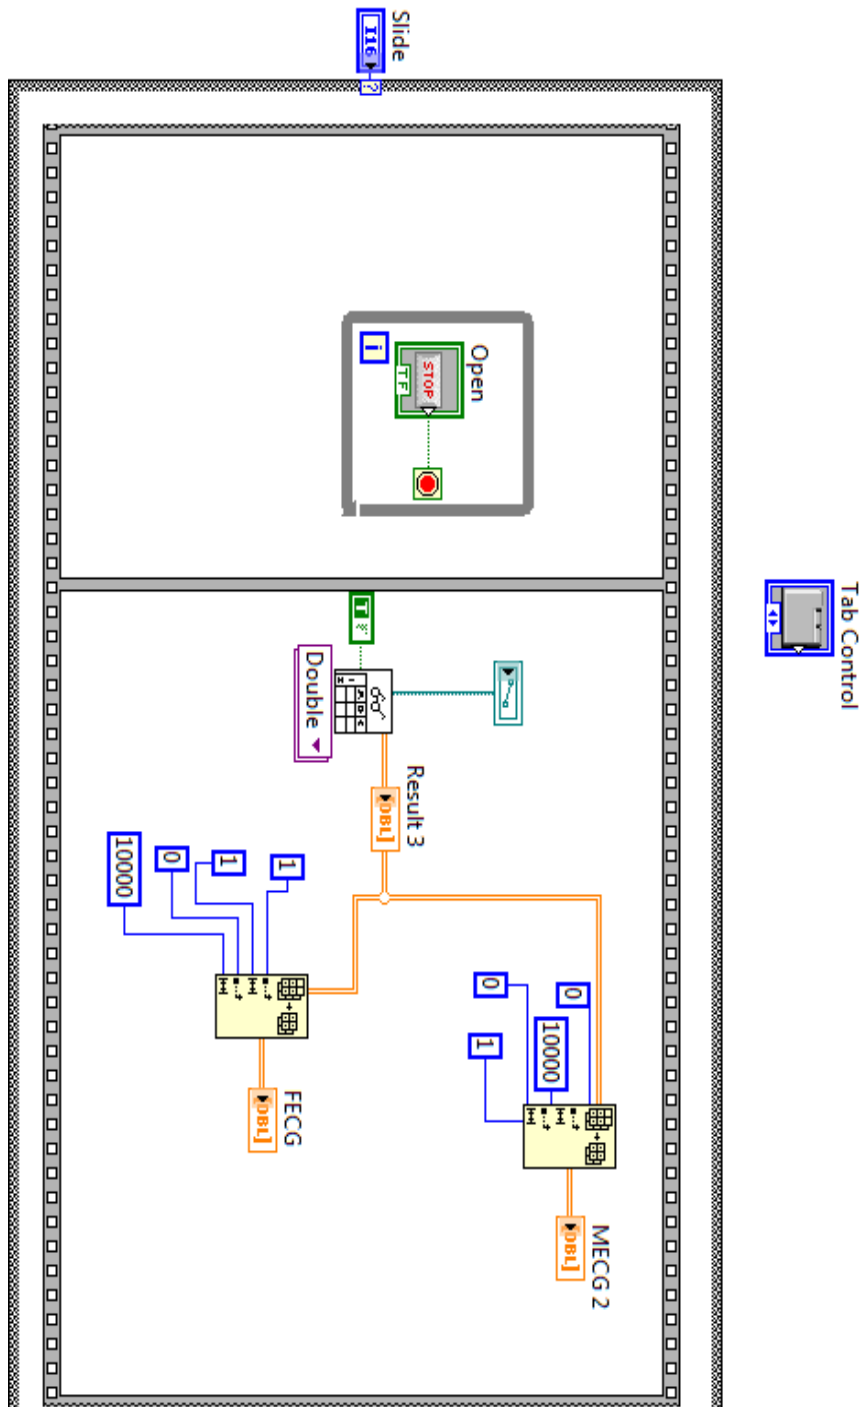 Tab Control
Slide
I16
?
Open
STOP
TF
i
T F
Double
Result 3
DBL]
0
10000
0
1
MECG 2
DBL]
1
1
0
10000
FECG
DBL]